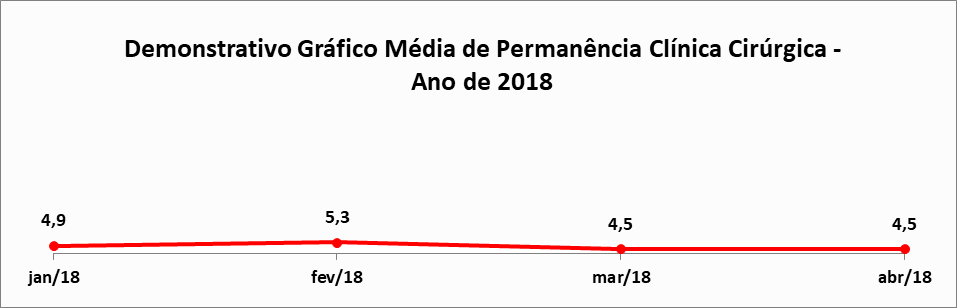 Demonstrativo Gráfico Média de Permanência Clínica Cirúrgica -
Ano de 2018
4,9
5,3
4,5
4,5
jan/18
fev/18
mar/18
abr/18